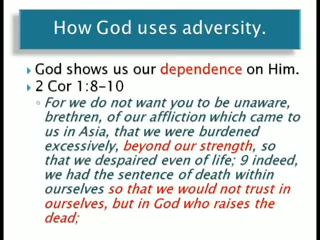 How God uses adversity.
God shows us our dependence on Him.
2 Cor 1:8-10
For we do not want you to be unaware,
brethren, of our affliction which came to
us in Asia, that we were burdened
excessively, beyond our strength, so
that we despaired even of life; 9 indeed,
we had the sentence of death within
ourselves so that we would not trust in
ourselves, but in God who raises the
dead;